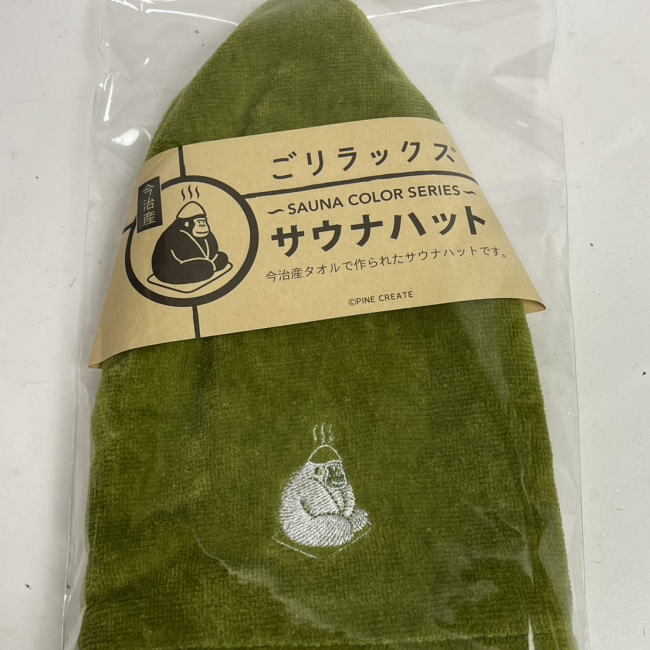 ごリラックス
今治産
～SAUNA COLOR SERIES～
サウナハット
今治産タオルで作られたサウナハットです。
©PINE CREATE